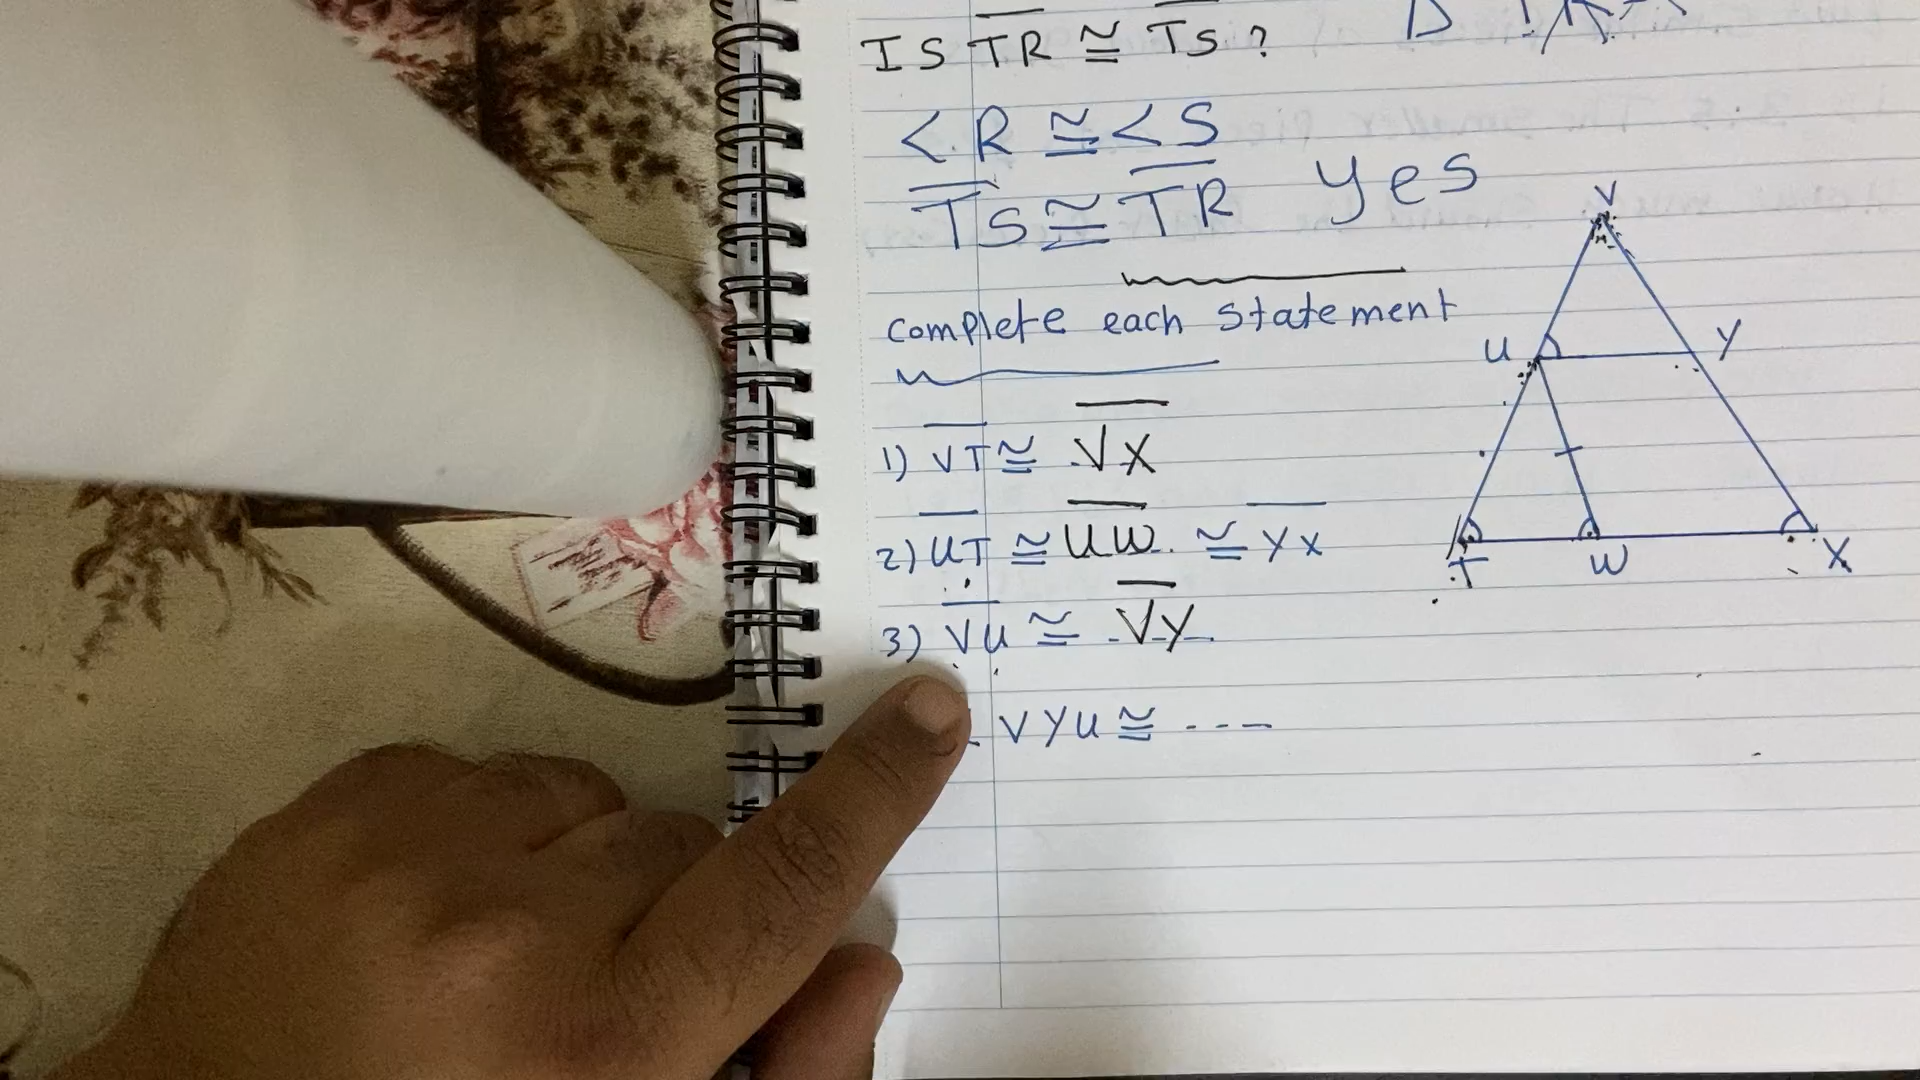 IS TR ≅ TS?
<R ≅ <S
TS ≅ TR yes
complete each statement
1) VT ≅ VX
2) UT ≅ UW. ≅ YX
3) VU ≅ VY
VYU ≅ ---
V
U
Y
T
W
X